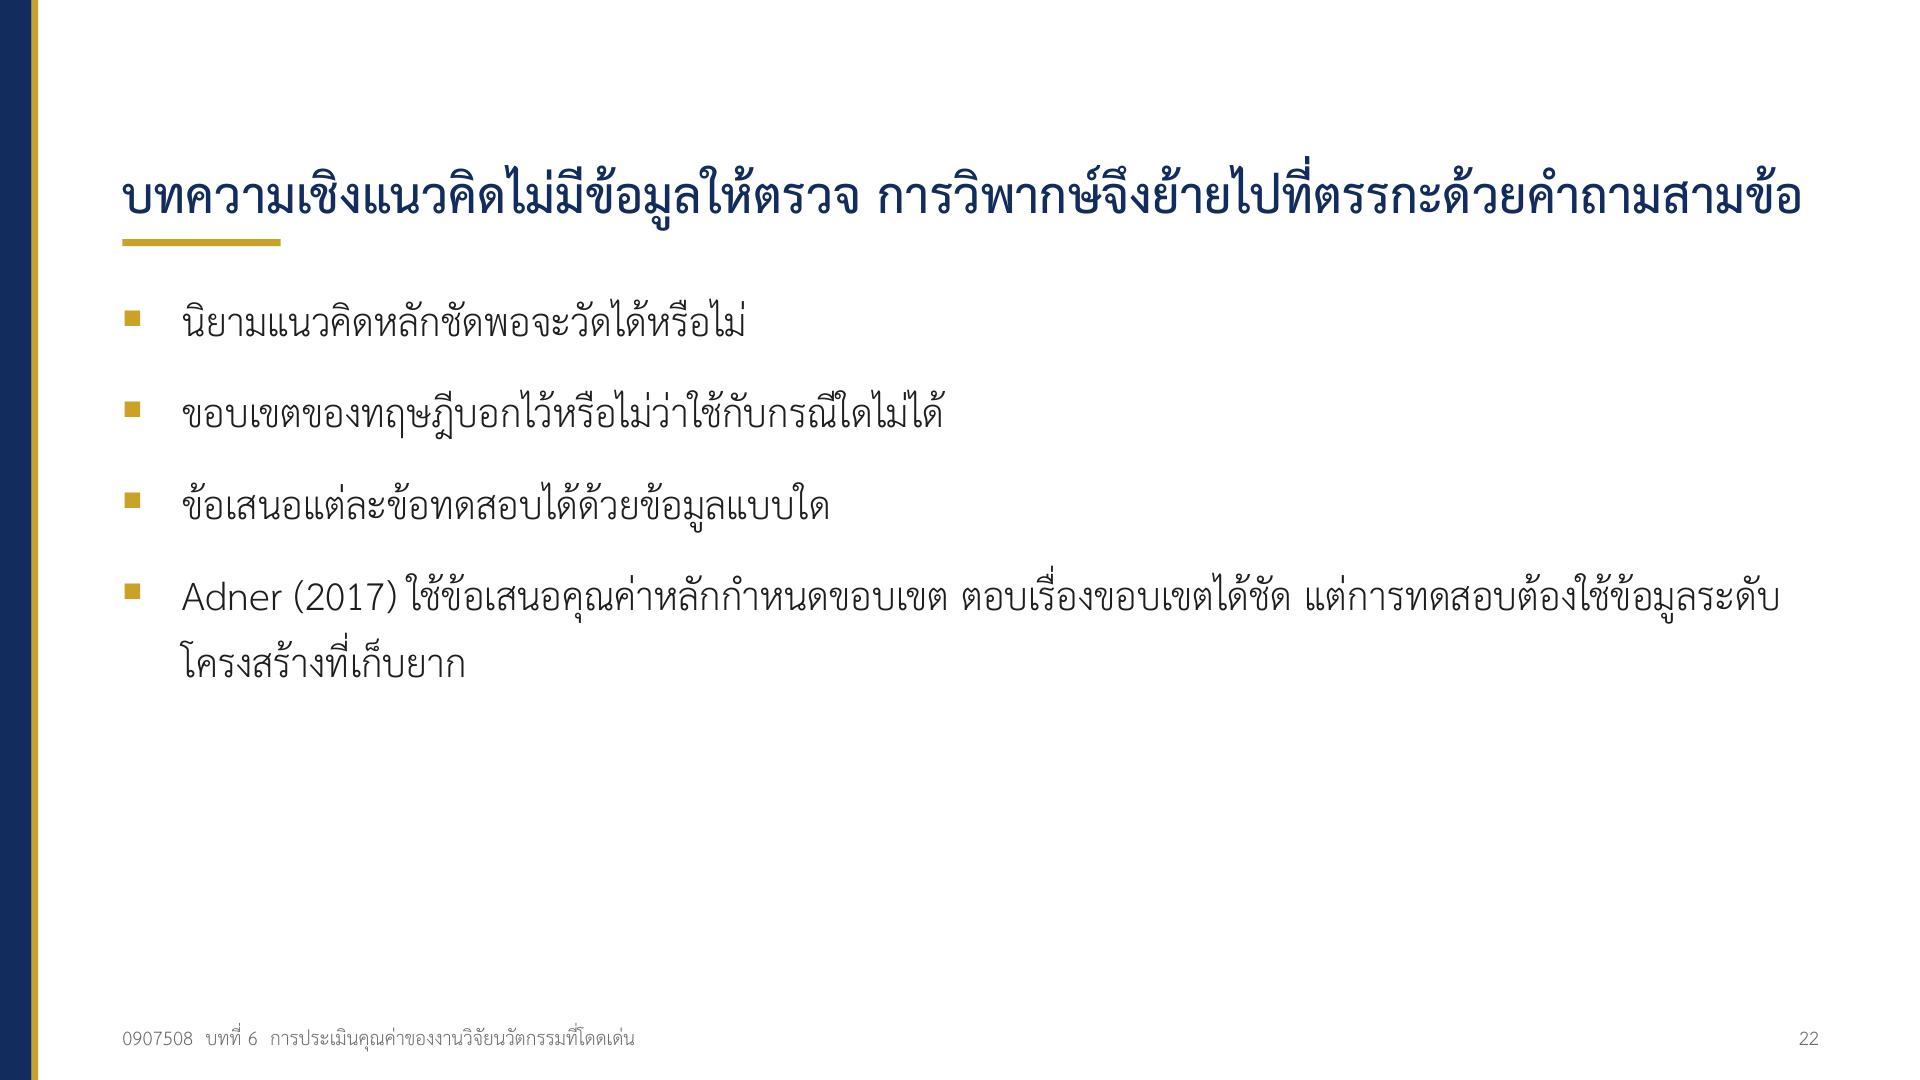 บทความเชิงแนวคิดไม่มีข้อมูลให้ตรวจ การวิพากษ์จึงย้ายไปที่ตรรกะด้วยคำถามสามข้อ
นิยามแนวคิดหลักชัดพอจะวัดได้หรือไม่
ขอบเขตของทฤษฎีบอกไว้หรือไม่ว่าใช้กับกรณีใดไม่ได้
ข้อเสนอแต่ละข้อทดสอบได้ด้วยข้อมูลแบบใด
Adner (2017) ใช้ข้อเสนอคุณค่าหลักกำหนดขอบเขต ตอบเรื่องขอบเขตได้ชัด แต่การทดสอบต้องใช้ข้อมูลระดับ
โครงสร้างที่เก็บยาก
0907508 บทที่ 6 การประเมินคุณค่าของงานวิจัยนวัตกรรมที่โดดเด่น
22